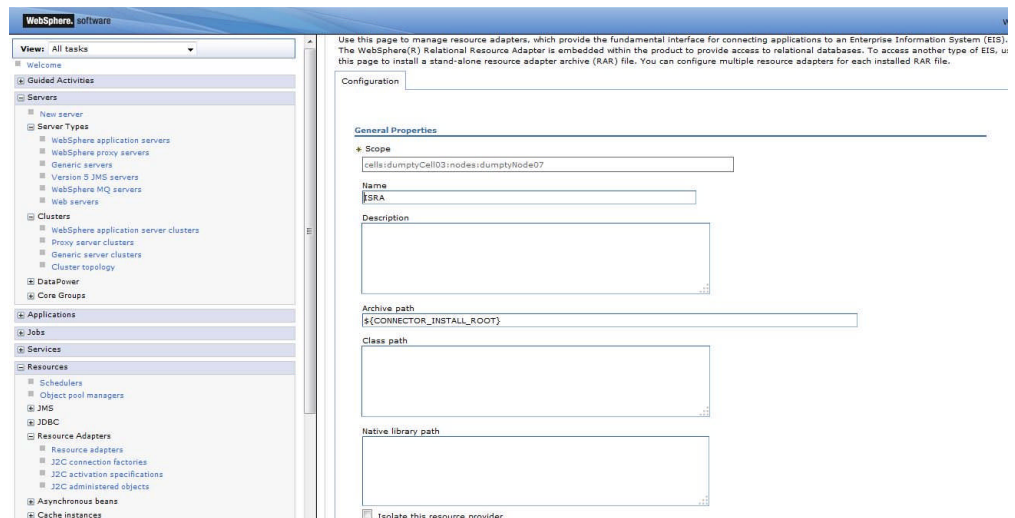 WebSphere. software
View: All tasks
Welcome
Guided Activities
Servers
New server
Server Types
WebSphere application servers
WebSphere proxy servers
Generic servers
Version 5 JMS servers
WebSphere MQ servers
Web servers
Clusters
WebSphere application server clusters
Proxy server clusters
Generic server clusters
Cluster topology
DataPower
Core Groups
Applications
Jobs
Services
Resources
Schedulers
Object pool managers
JMS
JDBC
Resource Adapters
Resource adapters
J2C connection factories
J2C activation specifications
J2C administered objects
Asynchronous beans
Cache instances
Use this page to manage resource adapters, which provide the fundamental interface for connecting applications to an Enterprise Information System (EIS).
The WebSphere(R) Relational Resource Adapter is embedded within the product to provide access to relational databases. To access another type of EIS,
this page to install a stand-alone resource adapter archive (RAR) file. You can configure multiple resource adapters for each installed RAR file.
Configuration
General Properties
* Scope
cells:dumptyCell03:nodes:dumptyNode07
Name
ISRA
Description
Archive path
${CONNECTOR_INSTALL_ROOT}
Class path
Native library path
Isolate this resource provider